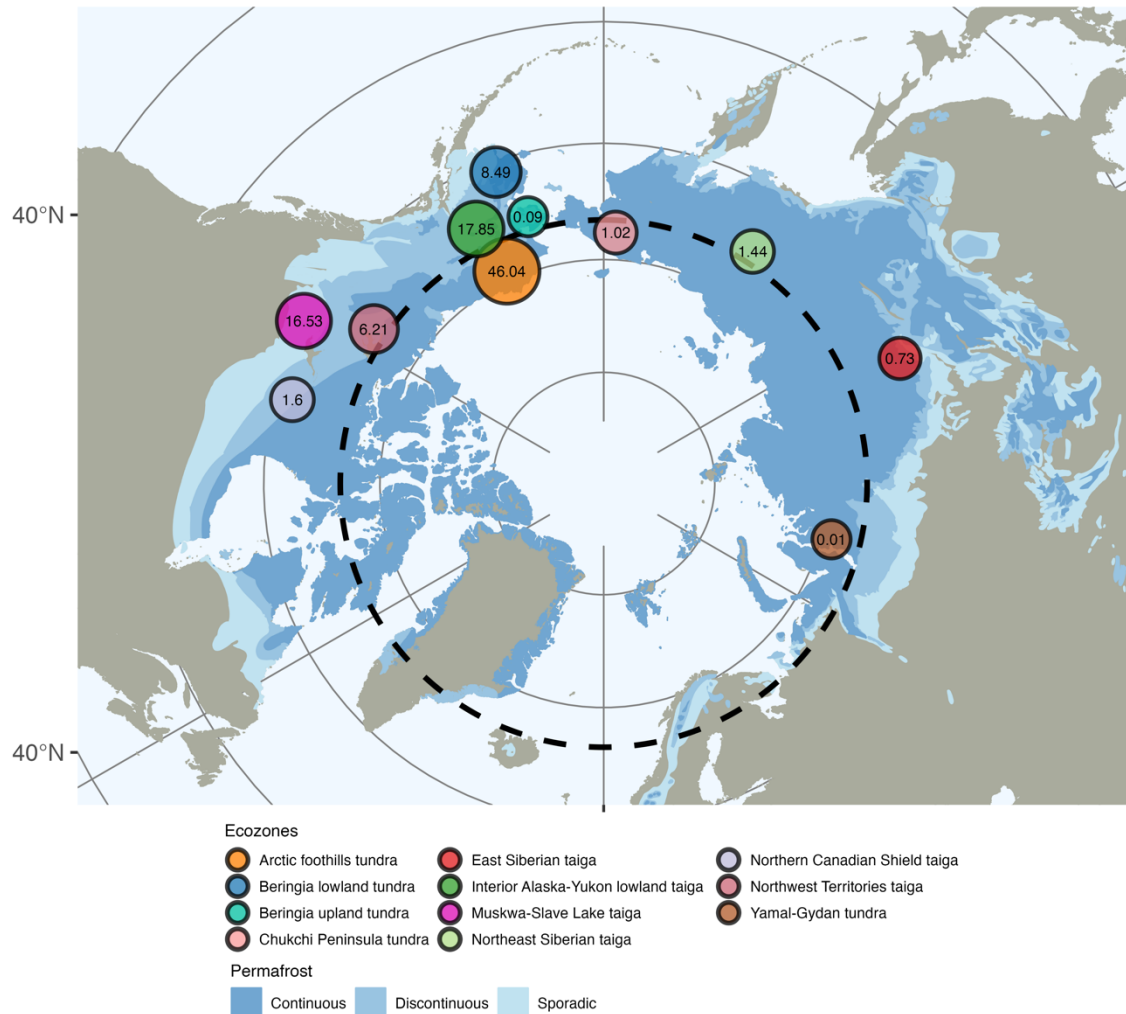 8.49
0.09
40°N
17.85
1.02
1.44
46.04
16.53
6.21
0.73
1.6
0.01
40°N
Ecozones
Arctic foothills tundra
East Siberian taiga
Northern Canadian Shield taiga
Beringia lowland tundra
Interior Alaska-Yukon lowland taiga
Northwest Territories taiga
Beringia upland tundra
Muskwa-Slave Lake taiga
Yamal-Gydan tundra
Chukchi Peninsula tundra
Northeast Siberian taiga
Permafrost
Continuous
Discontinuous
Sporadic